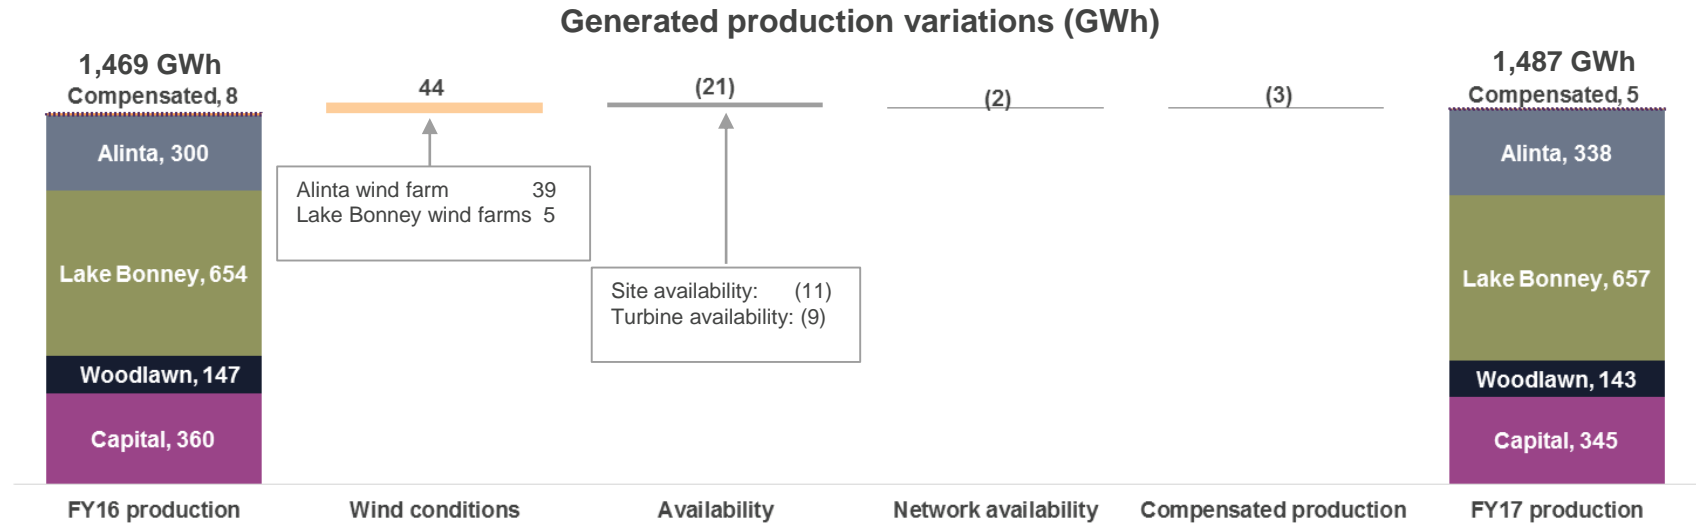 Generated production variations (GWh)
1,469 GWh
Compensated, 8
Alinta, 300
Lake Bonney, 654
Woodlawn, 147
Capital, 360
FY16 production
44
Alinta wind farm 39
Lake Bonney wind farms 5
Wind conditions
(21)
Site availability: (11)
Turbine availability: (9)
Availability
(2)
Network availability
(3)
Compensated production
1,487 GWh
Compensated, 5
Alinta, 338
Lake Bonney, 657
Woodlawn, 143
Capital, 345
FY17 production